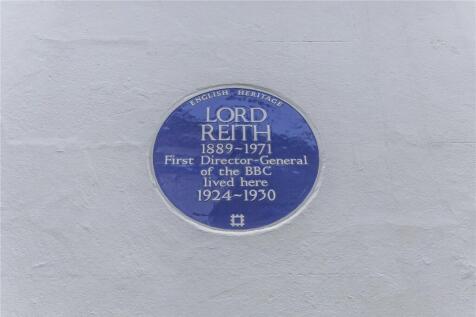 ENGLISH HERITAGE
LORD
REITH
1889~1971
First Director-General
of the BBC
lived here
1924~1930